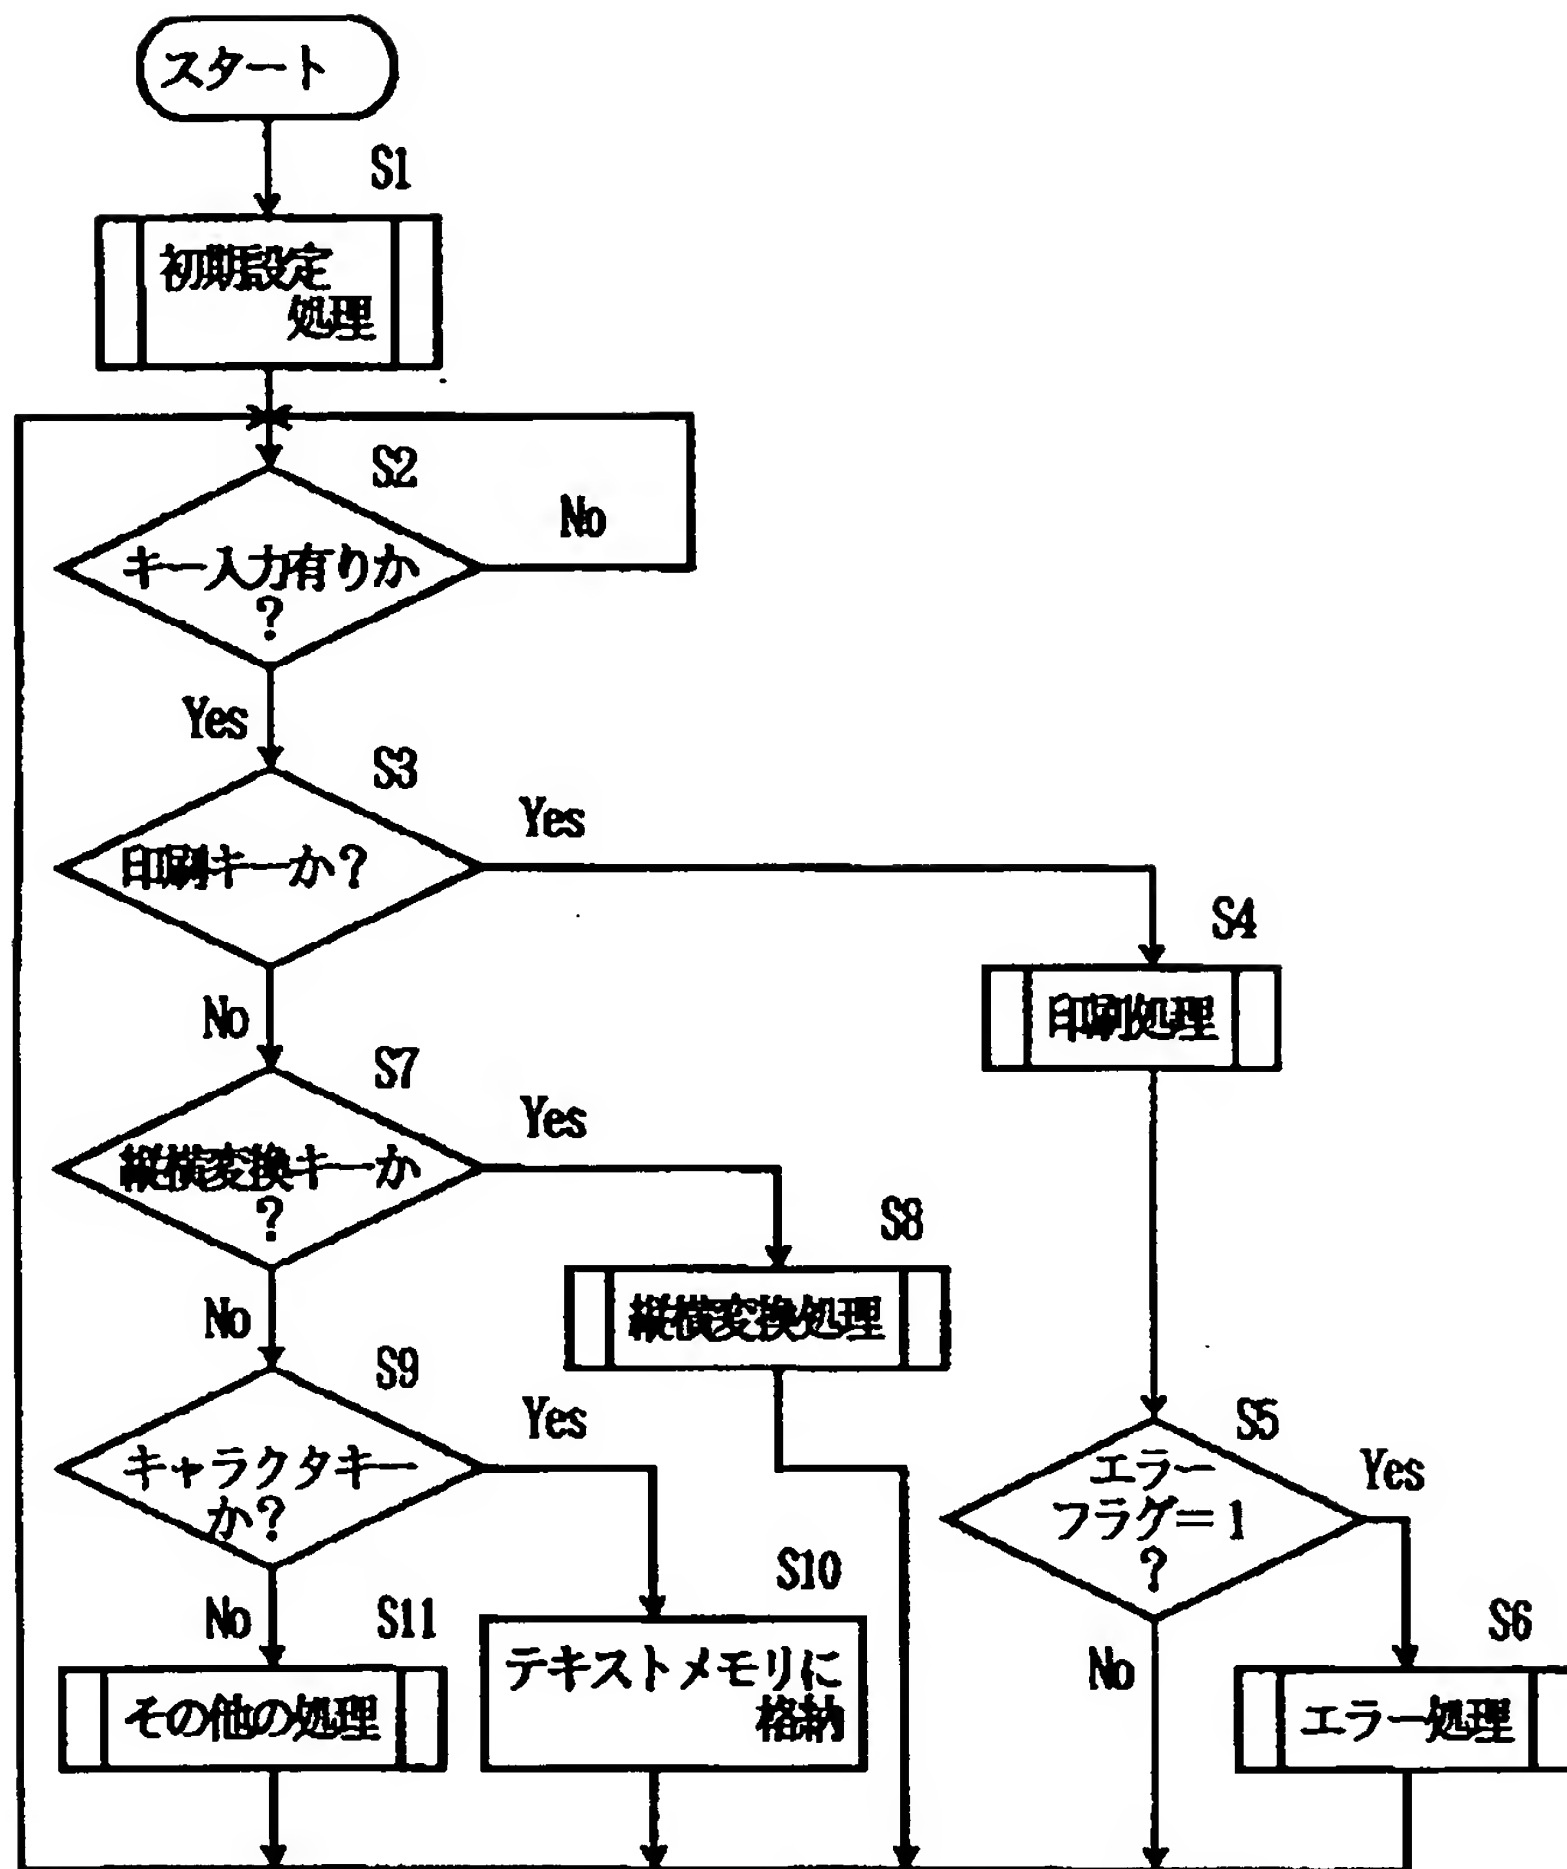 スタート
S1
初期設定
処理
S2
No
キー入力有りか
?
Yes
S3
Yes
印刷キーか?
S4
No
印刷処理
S7
Yes
縦横変換キーか
?
S8
No
縦横変換処理
S9
Yes
キャラクタキー
か?
S5
エラー
フラグ=1
?
Yes
S10
No
S11
テキストメモリに
格納
その他の処理
No
S6
エラー処理